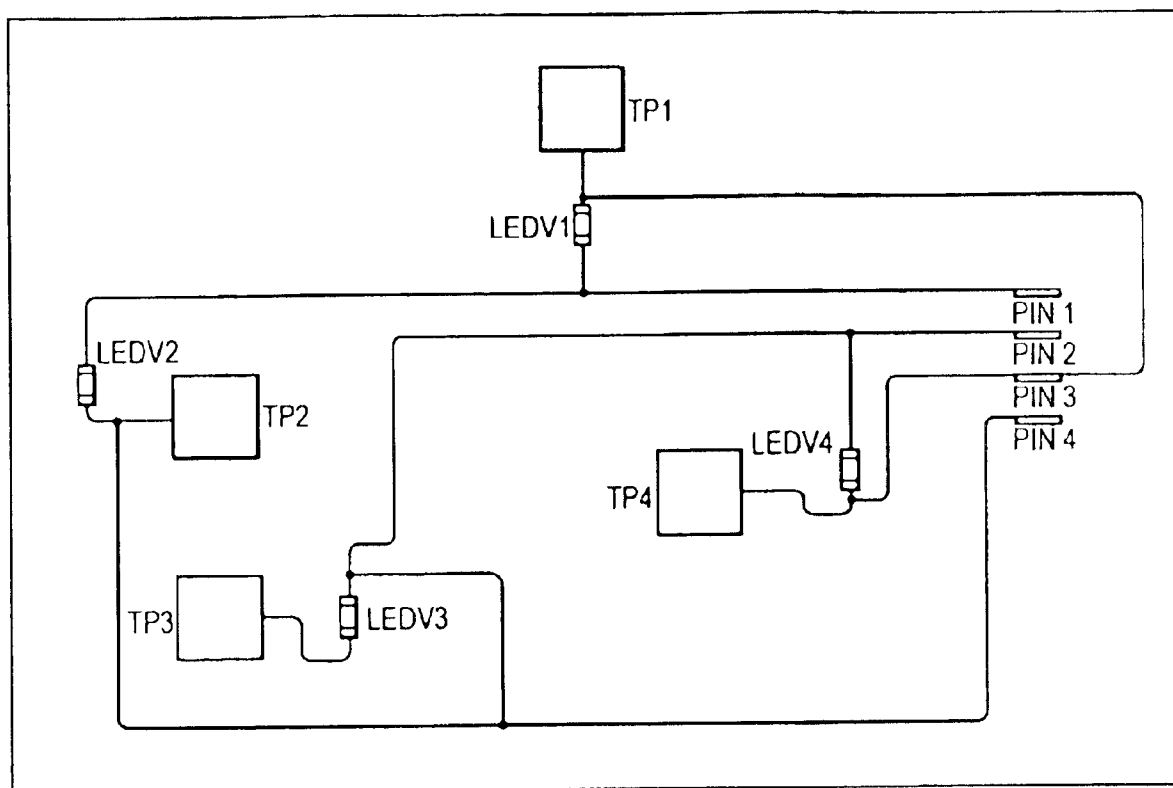 TP1
LEDV1
PIN 1
LEDV2
PIN 2
TP2
PIN 3
PIN 4
LEDV4
TP4
TP3
LEDV3